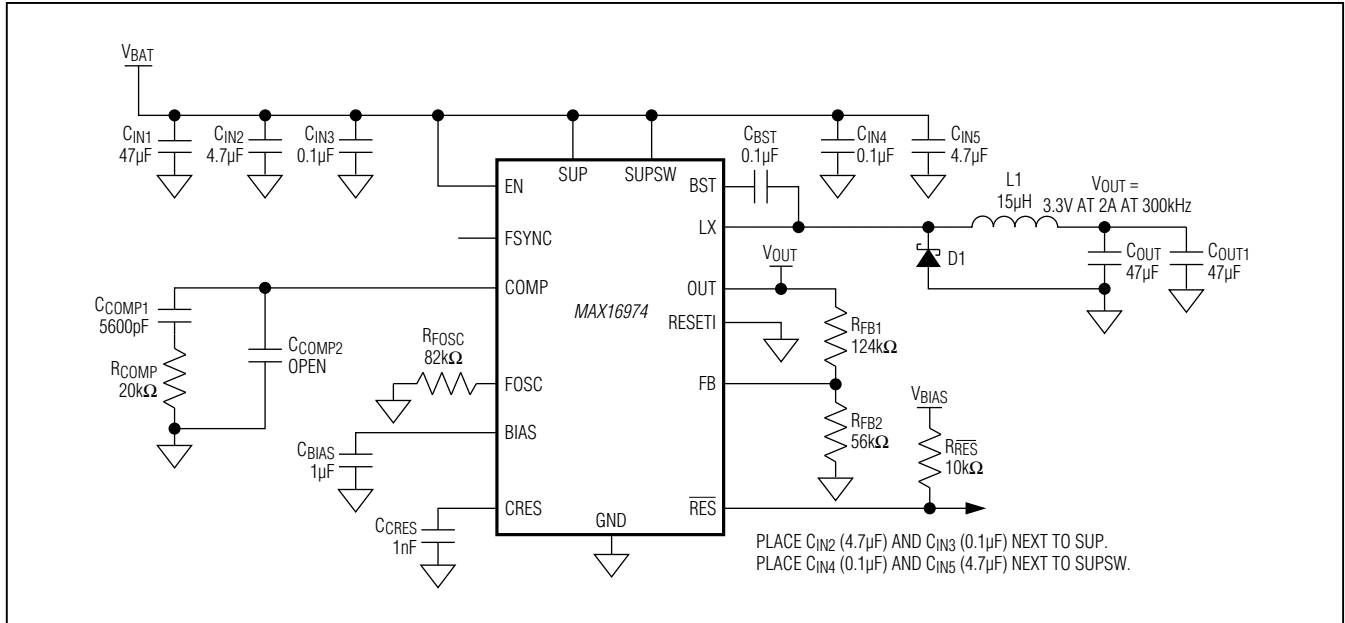 VBAT
CIN1
47µF
CIN2
4.7µF
CIN3
0.1µF
CIN4
0.1µF
CIN5
4.7µF
CBST
0.1µF
SUP
SUPSW
EN
BST
L1
15µH
VOUT =
3.3V AT 2A AT 300kHz
LX
FSYNC
D1
COUT
47µF
COUT1
47µF
VOUT
COMP
MAX16974
OUT
CCOMP1
5600pF
CCOMP2
OPEN
RCOMP
20kΩ
RESETI
RFB1
124kΩ
RFOSC
82kΩ
FOSC
FB
RFB2
56kΩ
VBIAS
RRES
10kΩ
BIAS
CBIAS
1µF
CRES
CCRES
1nF
GND
RES
PLACE CIN2 (4.7µF) AND CIN3 (0.1µF) NEXT TO SUP.
PLACE CIN4 (0.1µF) AND CIN5 (4.7µF) NEXT TO SUPSW.